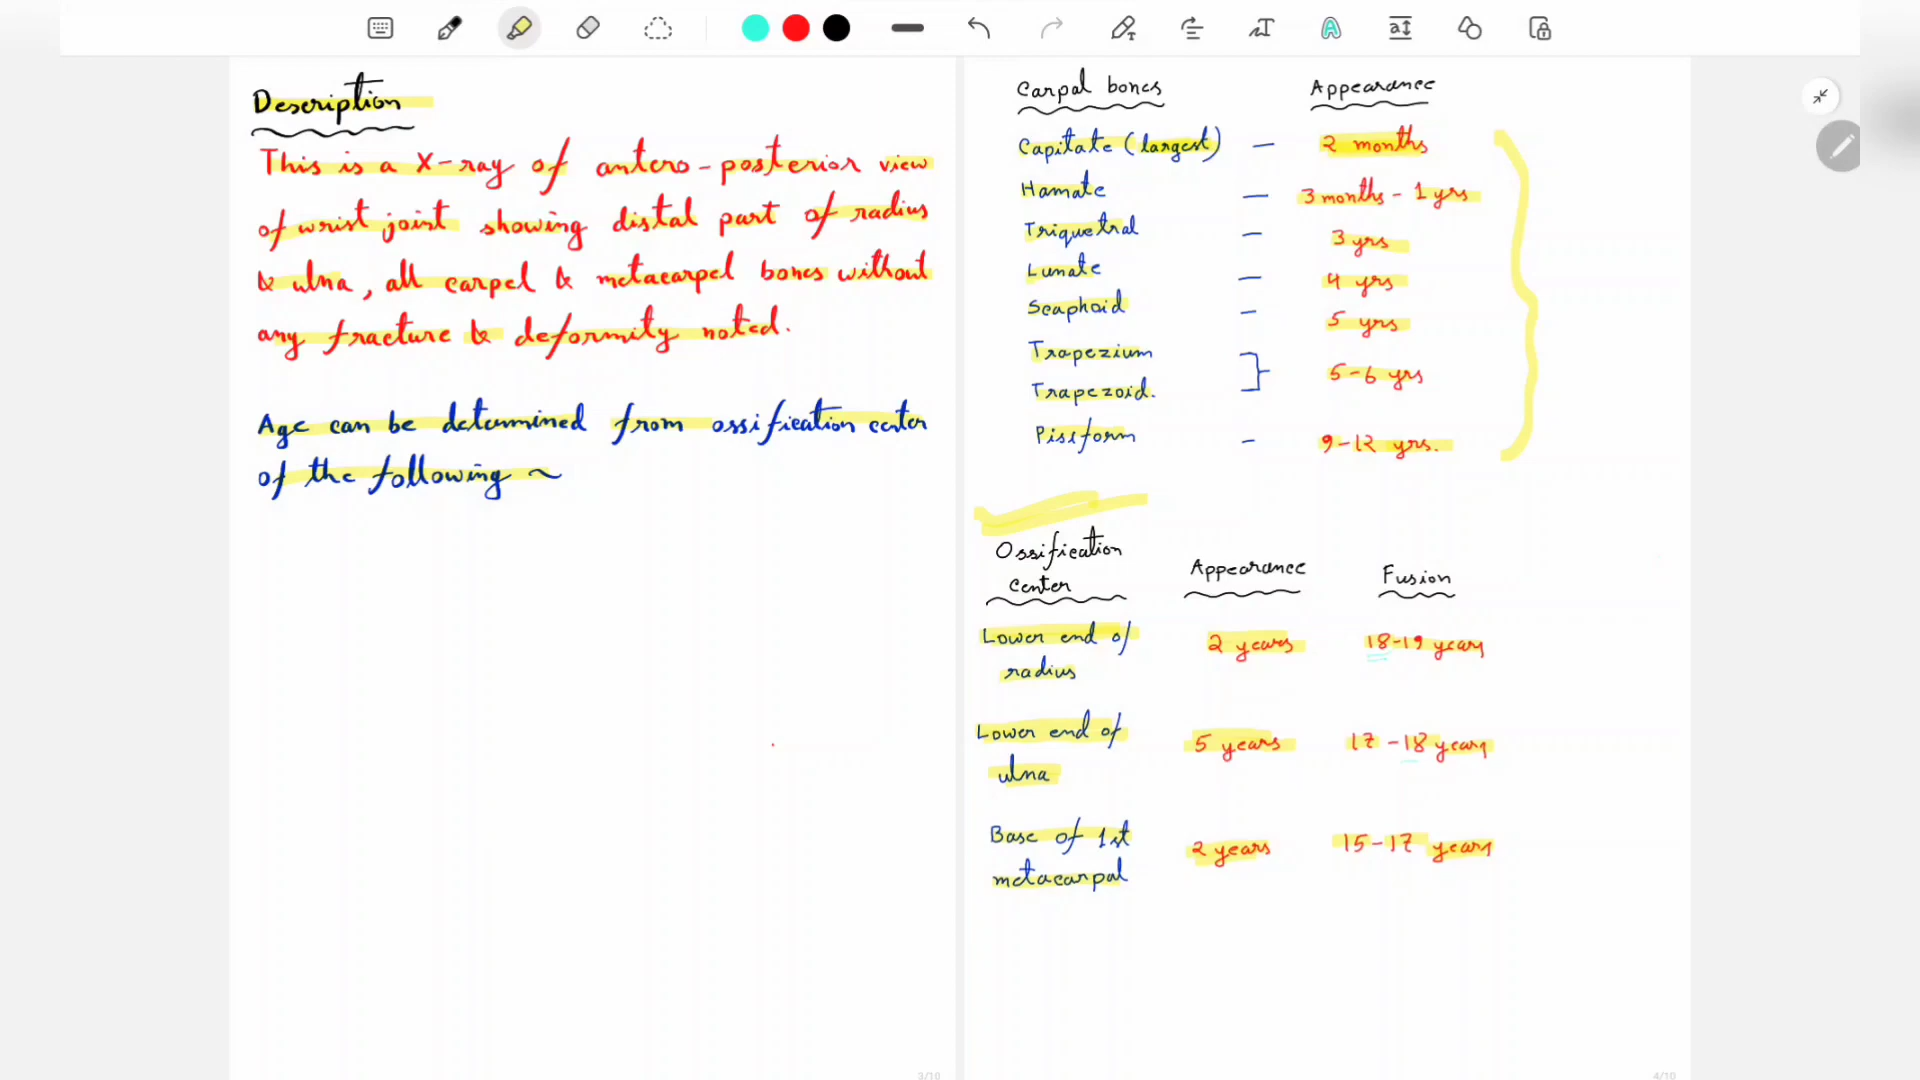 Description
This is a X-ray of antero-posterior view
of wrist joint showing distal part of radius
& ulna, all carpel & metacarpel bones without
any fracture & deformity noted.
Age can be determined from ossification center
of the following ~
3/10
Carpal bones Appearance
Capitate (largest) — 2 months
Hamate — 3 months - 1 yrs
Triquetral — 3 yrs
Lunate — 4 yrs
Scaphoid — 5 yrs
Trapezium
Trapezoid. } 5-6 yrs
Pisiform - 9-12 yrs.
Ossification
center Appearance Fusion
Lower end of
radius 2 years 18-19 years
Lower end of
ulna 5 years 17-18 years
Base of 1st
metacarpal 2 years 15-17 years
4/10